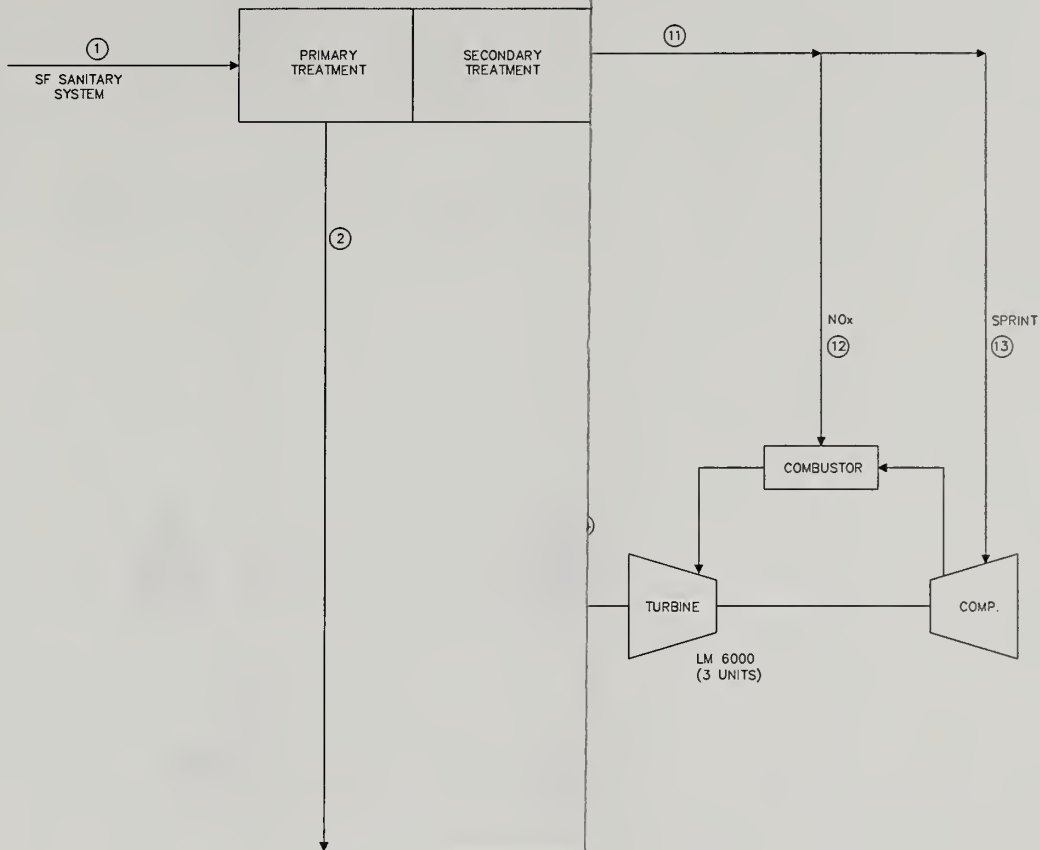 1
SF SANITARY
SYSTEM
PRIMARY
TREATMENT
SECONDARY
TREATMENT
11
2
NOx
12
SPRINT
13
COMBUSTOR
TURBINE
COMP.
LM 6000
(3 UNITS)